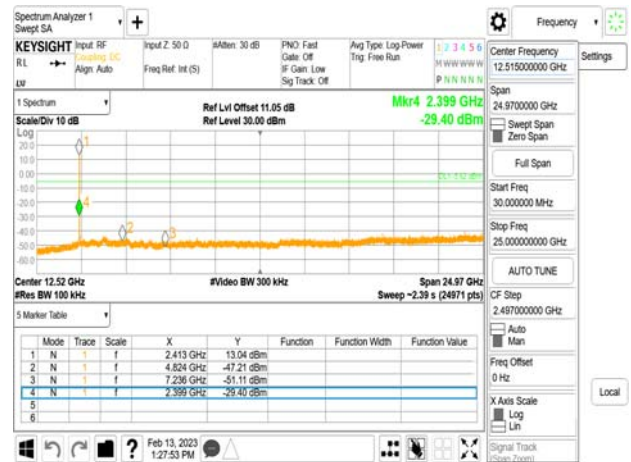 Spectrum Analyzer 1
Swept SA
Frequency
KEYSIGHT
Input: RF
Coupling: DC
Align: Auto
Input Z: 50 Ω
Freq Ref: Int (S)
#Atten: 30 dB
PNO: Fast
Gate: Off
IF Gain: Low
Sig Track: Off
Avg Type: Log-Power
Trig: Free Run
1 2 3 4 5 6
M W W W W W
P N N N N N
RL
Center Frequency
12.515000000 GHz
Settings
1 Spectrum
Scale/Div 10 dB
Ref Lvl Offset 11.05 dB
Ref Level 30.00 dBm
Mkr4 2.399 GHz
-29.40 dBm
Span
24.9700000 GHz
Swept Span
Zero Span
Full Span
Start Freq
30.000000 MHz
Stop Freq
25.000000000 GHz
AUTO TUNE
CF Step
2.497000000 GHz
Auto
Man
Freq Offset
0 Hz
X Axis Scale
Log
Lin
Signal Track
(Span Zoom)
Local
Log
20.0
10.0
0.00
-10.0
-20.0
-30.0
-40.0
-50.0
-60.0
1
4
2
3
Center 12.52 GHz
#Res BW 100 kHz
#Video BW 300 kHz
Span 24.97 GHz
Sweep ~2.39 s (24971 pts)
5 Marker Table
Mode Trace Scale X Y Function Function Width Function Value
1 N 1 f 2.413 GHz 13.04 dBm
2 N 1 f 4.824 GHz -47.21 dBm
3 N 1 f 7.236 GHz -51.11 dBm
4 N 1 f 2.399 GHz -29.40 dBm
5
6
?
Feb 13, 2023
1:27:53 PM